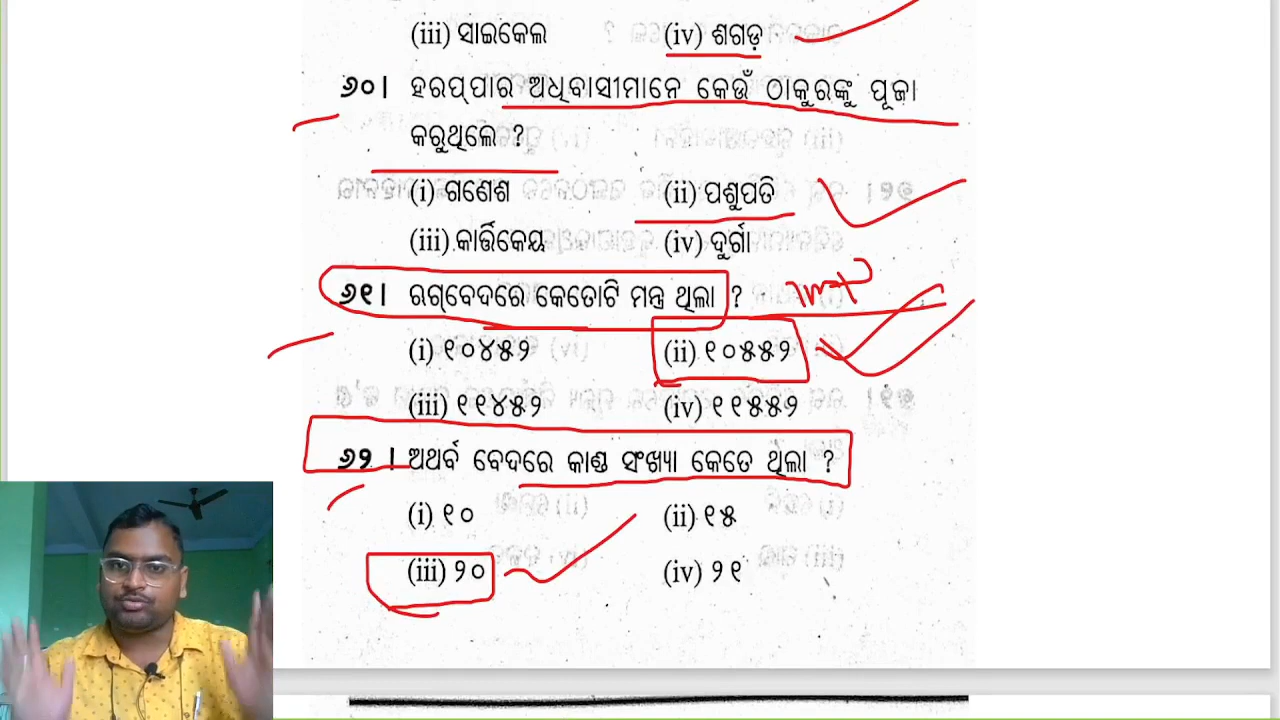 (iii) ସାଇକେଲ (iv) ଶଗଡ଼
୬୦। ହରପ୍‌ପାର ଅଧିବାସୀମାନେ କେଉଁ ଠାକୁରଙ୍କୁ ପୂଜା
କରୁଥିଲେ ?
(i) ଗଣେଶ (ii) ପଶୁପତି
(iii) କାର୍ତ୍ତିକେୟ (iv) ଦୁର୍ଗା
୬୧। ଋଗ୍‌ବେଦରେ କେତୋଟି ମନ୍ତ୍ର ଥିଲା ? Imp
(i) ୧୦୪୫୨ (ii) ୧୦୫୫୨
(iii) ୧୧୪୫୨ (iv) ୧୧୫୫୨
୬୨ । ଅଥର୍ବ ବେଦରେ କାଣ୍ଡ ସଂଖ୍ୟା କେତେ ଥିଲା ?
(i) ୧୦ (ii) ୧୫
(iii) ୨୦ (iv) ୨୧